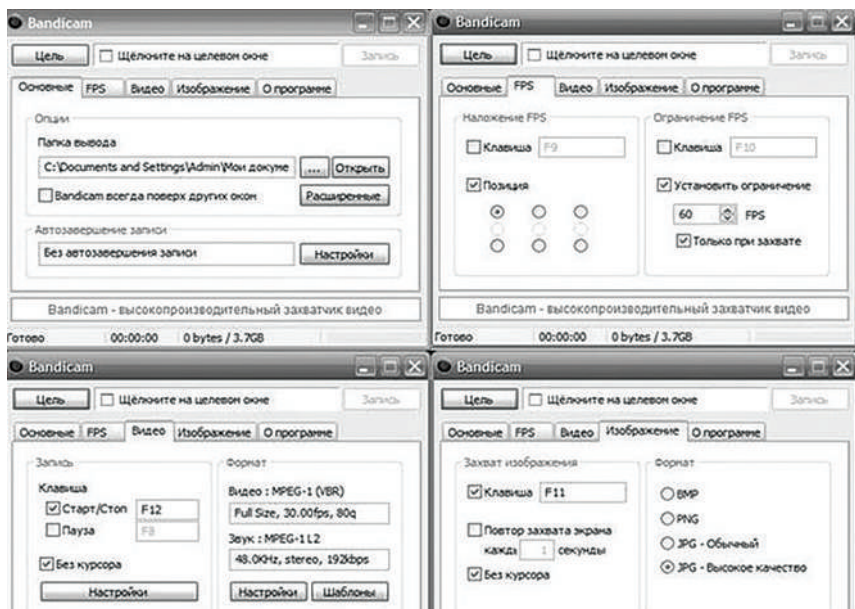 Bandicam
Цель Щёлкните на целевом окне Запись
Основные FPS Видео Изображение О программе
Опции
Папка вывода
C:\Documents and Settings\Admin\Мои докуме ... Открыть
Bandicam всегда поверх других окон Расширенные
Автозавершение записи
Без автозавершения записи Настройки
Bandicam - высокопроизводительный захватчик видео
Готово 00:00:00 0 bytes / 3.7GB
Bandicam
Цель Щёлкните на целевом окне Запись
Основные FPS Видео Изображение О программе
Наложение FPS
Клавиша F9
Позиция
Ограничение FPS
Клавиша F10
Установить ограничение
60 FPS
Только при захвате
Bandicam - высокопроизводительный захватчик видео
Готово 00:00:00 0 bytes / 3.7GB
Bandicam
Цель Щёлкните на целевом окне Запись
Основные FPS Видео Изображение О программе
Запись
Клавиша
Старт/Стоп F12
Пауза F8
Без курсора
Настройки
Формат
Видео : MPEG-1 (VBR)
Full Size, 30.00fps, 80q
Звук : MPEG-1 L2
48.0KHz, stereo, 192kbps
Настройки Шаблоны
Bandicam
Цель Щёлкните на целевом окне Запись
Основные FPS Видео Изображение О программе
Захват изображения
Клавиша F11
Повтор захвата экрана
кажды 1 секунды
Без курсора
Формат
BMP
PNG
JPG - Обычный
JPG - Высокое качество